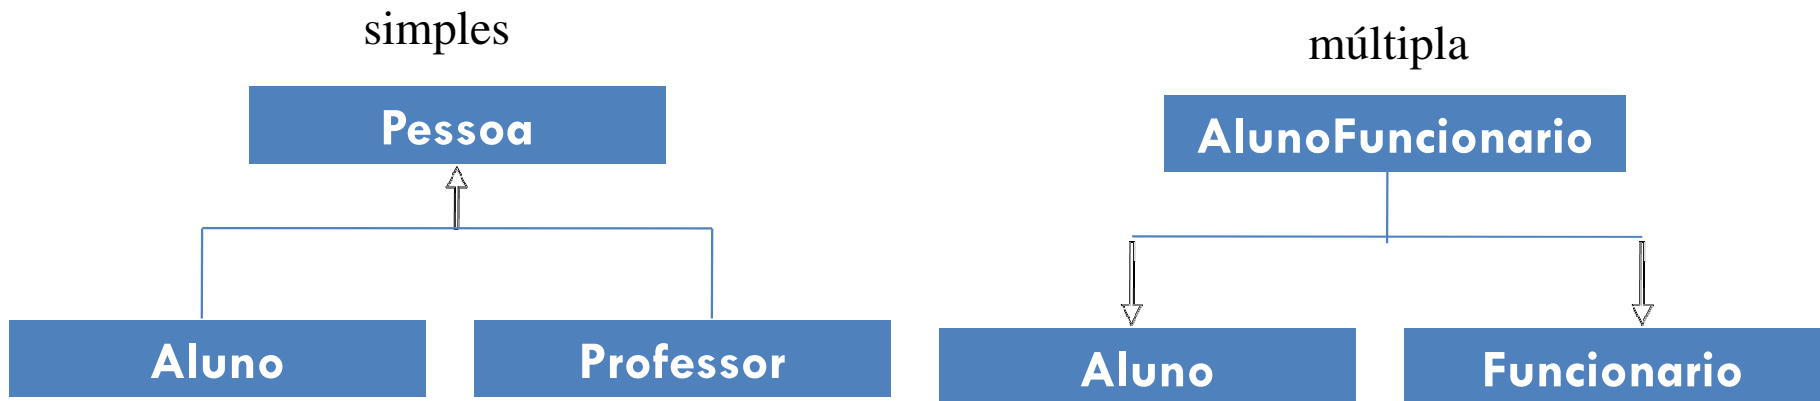 simples
Pessoa
Aluno
Professor
múltipla
AlunoFuncionario
Aluno
Funcionario